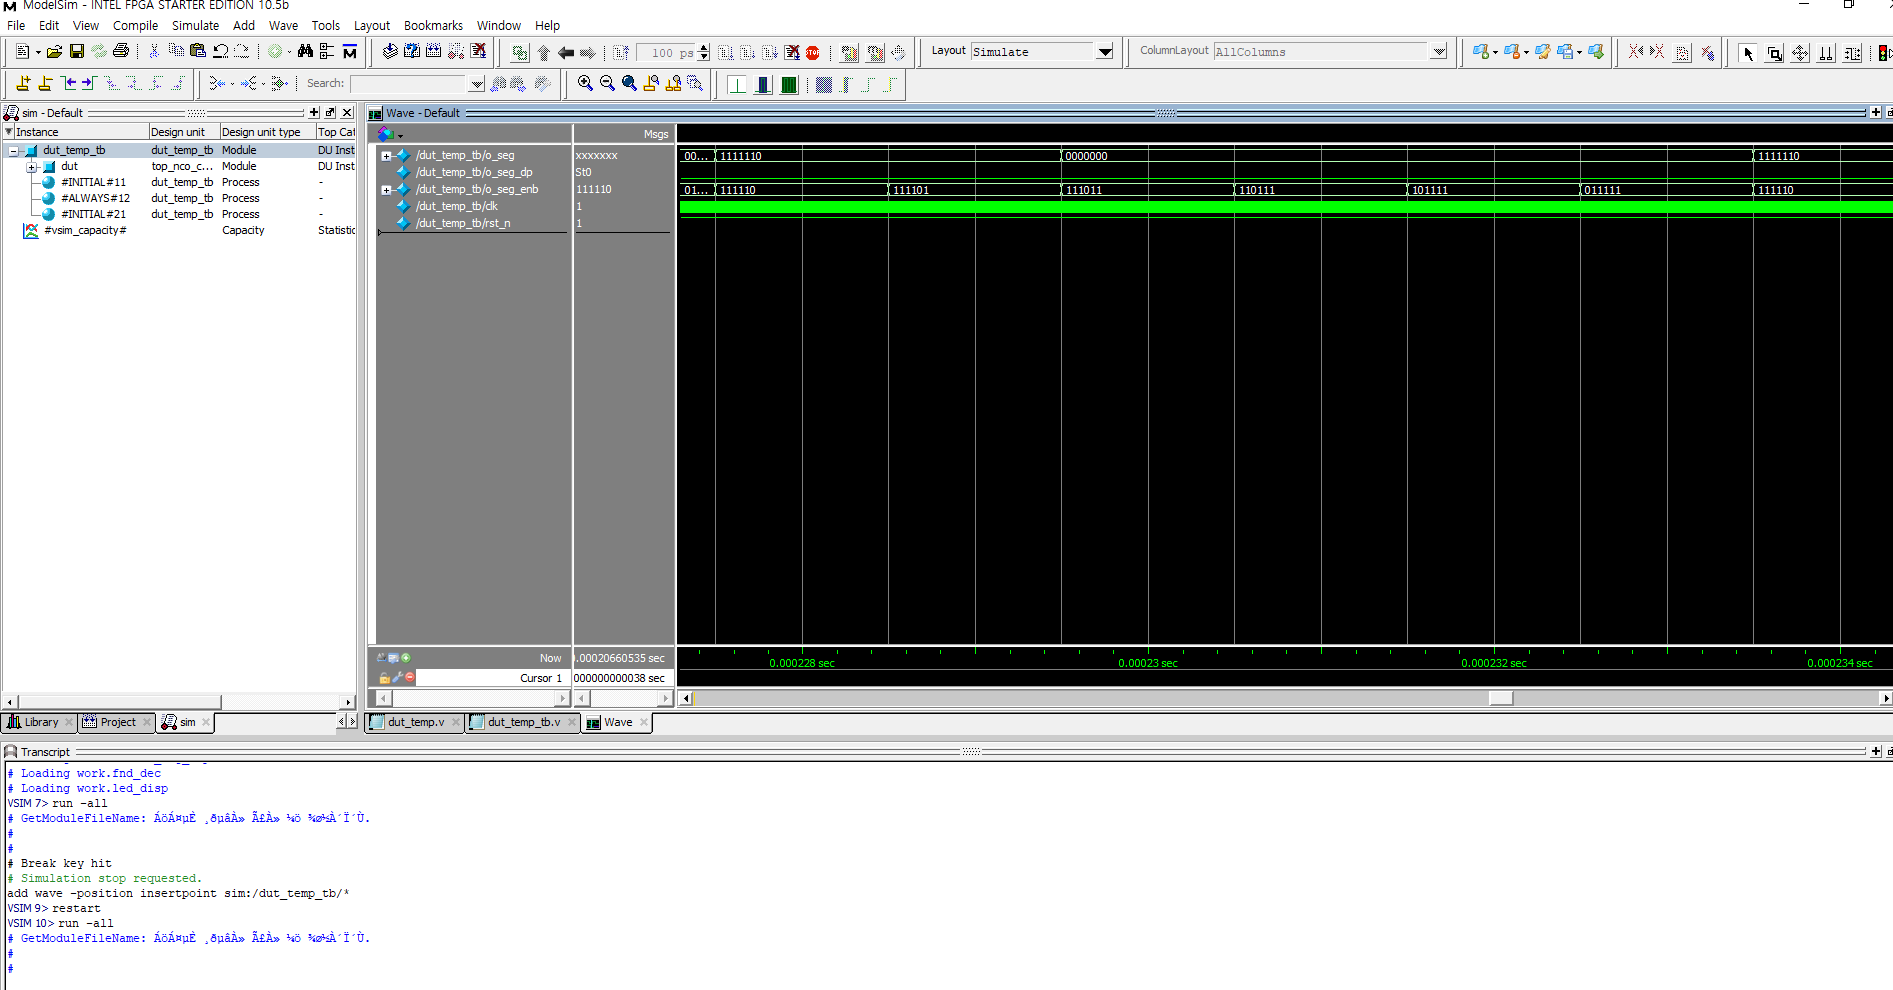 ModelSim - INTEL FPGA STARTER EDITION 10.5b
File Edit View Compile Simulate Add Wave Tools Layout Bookmarks Window Help
100 ps
Layout Simulate
ColumnLayout AllColumns
Search:
sim - Default
Instance Design unit Design unit type Top Cat
dut_temp_tb dut_temp_tb Module DU Inst
dut top_nco_c... Module DU Inst
#INITIAL#11 dut_temp_tb Process -
#ALWAYS#12 dut_temp_tb Process -
#INITIAL#21 dut_temp_tb Process -
#vsim_capacity# Capacity Statistic
Library Project sim
Wave - Default
Msgs
/dut_temp_tb/o_seg xxxxxxx 00... 1111110 0000000 1111110
/dut_temp_tb/o_seg_dp St0
/dut_temp_tb/o_seg_enb 111110 01... 111110 111101 111011 110111 101111 011111 111110
/dut_temp_tb/clk 1
/dut_temp_tb/rst_n 1
Now 0.00020660535 sec 0.000228 sec 0.00023 sec 0.000232 sec 0.000234 sec
Cursor 1 000000000038 sec
dut_temp.v dut_temp_tb.v Wave
Transcript
# Loading work.fnd_dec
# Loading work.led_disp
VSIM 7> run -all
# GetModuleFileName: ÁöÁ¤µÈ ¸ðµâÀ» Ã£À» ¼ö ¾ø½À´Ï´Ù.
#
#
# Break key hit
# Simulation stop requested.
add wave -position insertpoint sim:/dut_temp_tb/*
VSIM 9> restart
VSIM 10> run -all
# GetModuleFileName: ÁöÁ¤µÈ ¸ðµâÀ» Ã£À» ¼ö ¾ø½À´Ï´Ù.
#
#